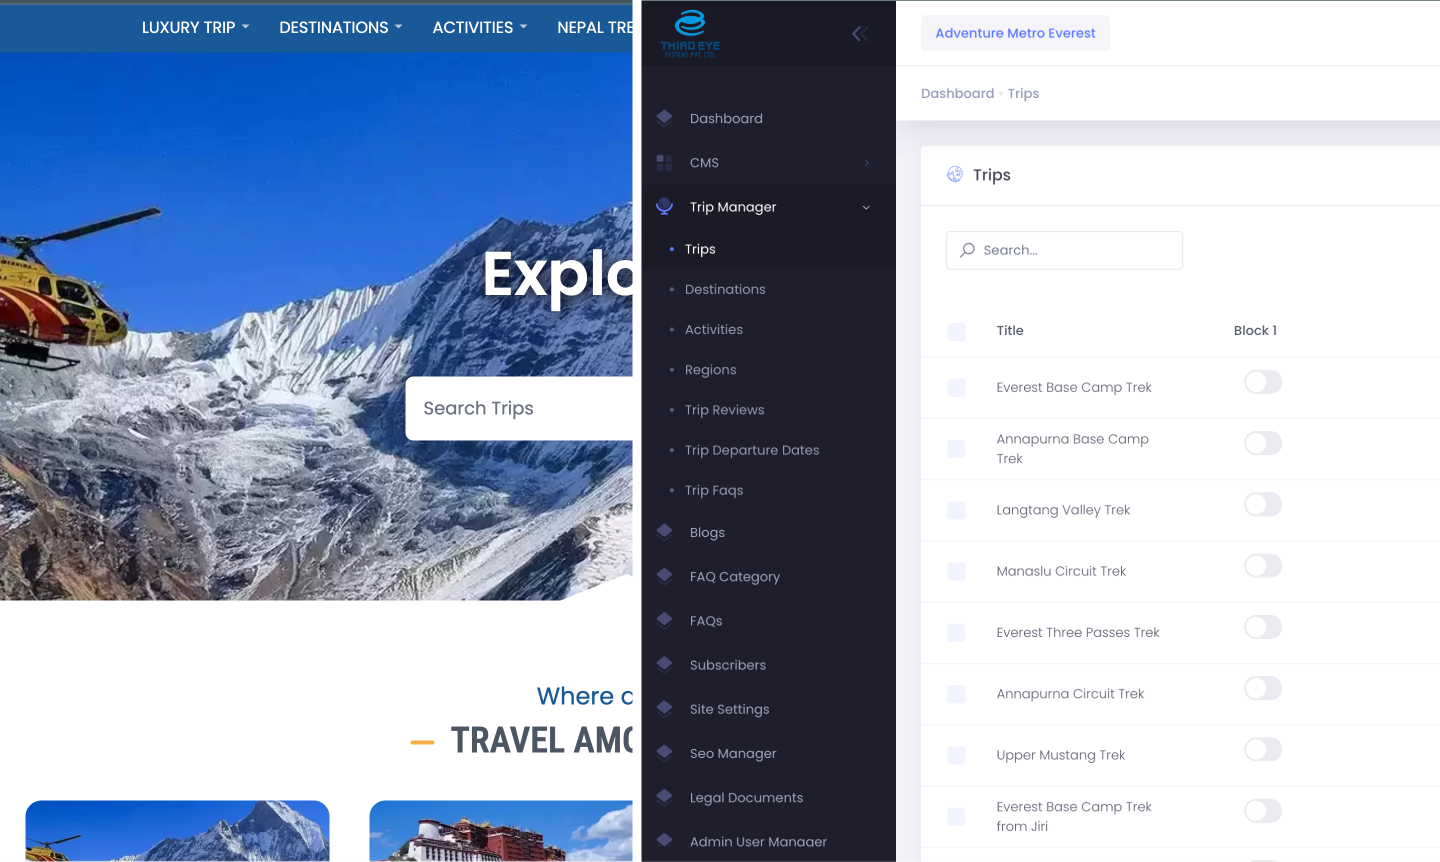 LUXURY TRIP
DESTINATIONS
ACTIVITIES
NEPAL TRE
Explo
Search Trips
Where a
TRAVEL AMO
THIRD EYE
SYSTEMS PVT. LTD.
Dashboard
CMS
Trip Manager
Trips
Destinations
Activities
Regions
Trip Reviews
Trip Departure Dates
Trip Faqs
Blogs
FAQ Category
FAQs
Subscribers
Site Settings
Seo Manager
Legal Documents
Admin User Manager
Adventure Metro Everest
Dashboard • Trips
Trips
Search...
Title Block 1
Everest Base Camp Trek
Annapurna Base Camp
Trek
Langtang Valley Trek
Manaslu Circuit Trek
Everest Three Passes Trek
Annapurna Circuit Trek
Upper Mustang Trek
Everest Base Camp Trek
from Jiri